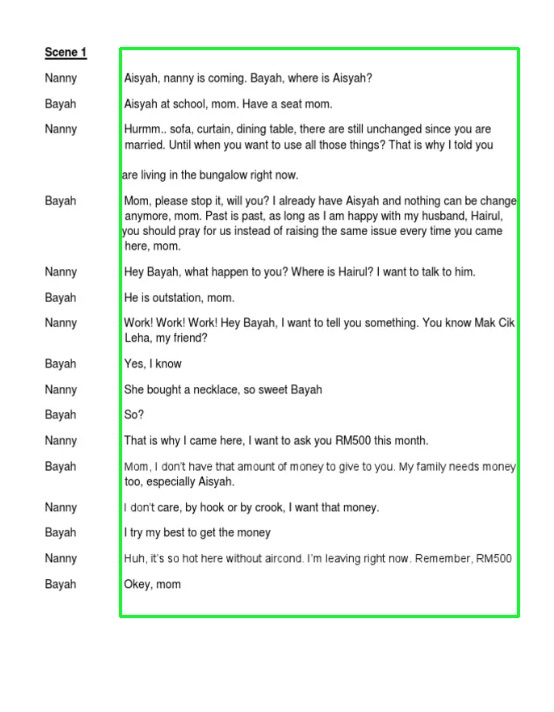 Scene 1
Nanny Aisyah, nanny is coming. Bayah, where is Aisyah?
Bayah Aisyah at school, mom. Have a seat mom.
Nanny Hurmm.. sofa, curtain, dining table, there are still unchanged since you are
married. Until when you want to use all those things? That is why I told you
are living in the bungalow right now.
Bayah Mom, please stop it, will you? I already have Aisyah and nothing can be change
anymore, mom. Past is past, as long as I am happy with my husband, Hairul,
you should pray for us instead of raising the same issue every time you came
here, mom.
Nanny Hey Bayah, what happen to you? Where is Hairul? I want to talk to him.
Bayah He is outstation, mom.
Nanny Work! Work! Work! Hey Bayah, I want to tell you something. You know Mak Cik
Leha, my friend?
Bayah Yes, I know
Nanny She bought a necklace, so sweet Bayah
Bayah So?
Nanny That is why I came here, I want to ask you RM500 this month.
Bayah Mom, I don't have that amount of money to give to you. My family needs money
too, especially Aisyah.
Nanny I don't care, by hook or by crook, I want that money.
Bayah I try my best to get the money
Nanny Huh, it's so hot here without aircond. I'm leaving right now. Remember, RM500
Bayah Okey, mom